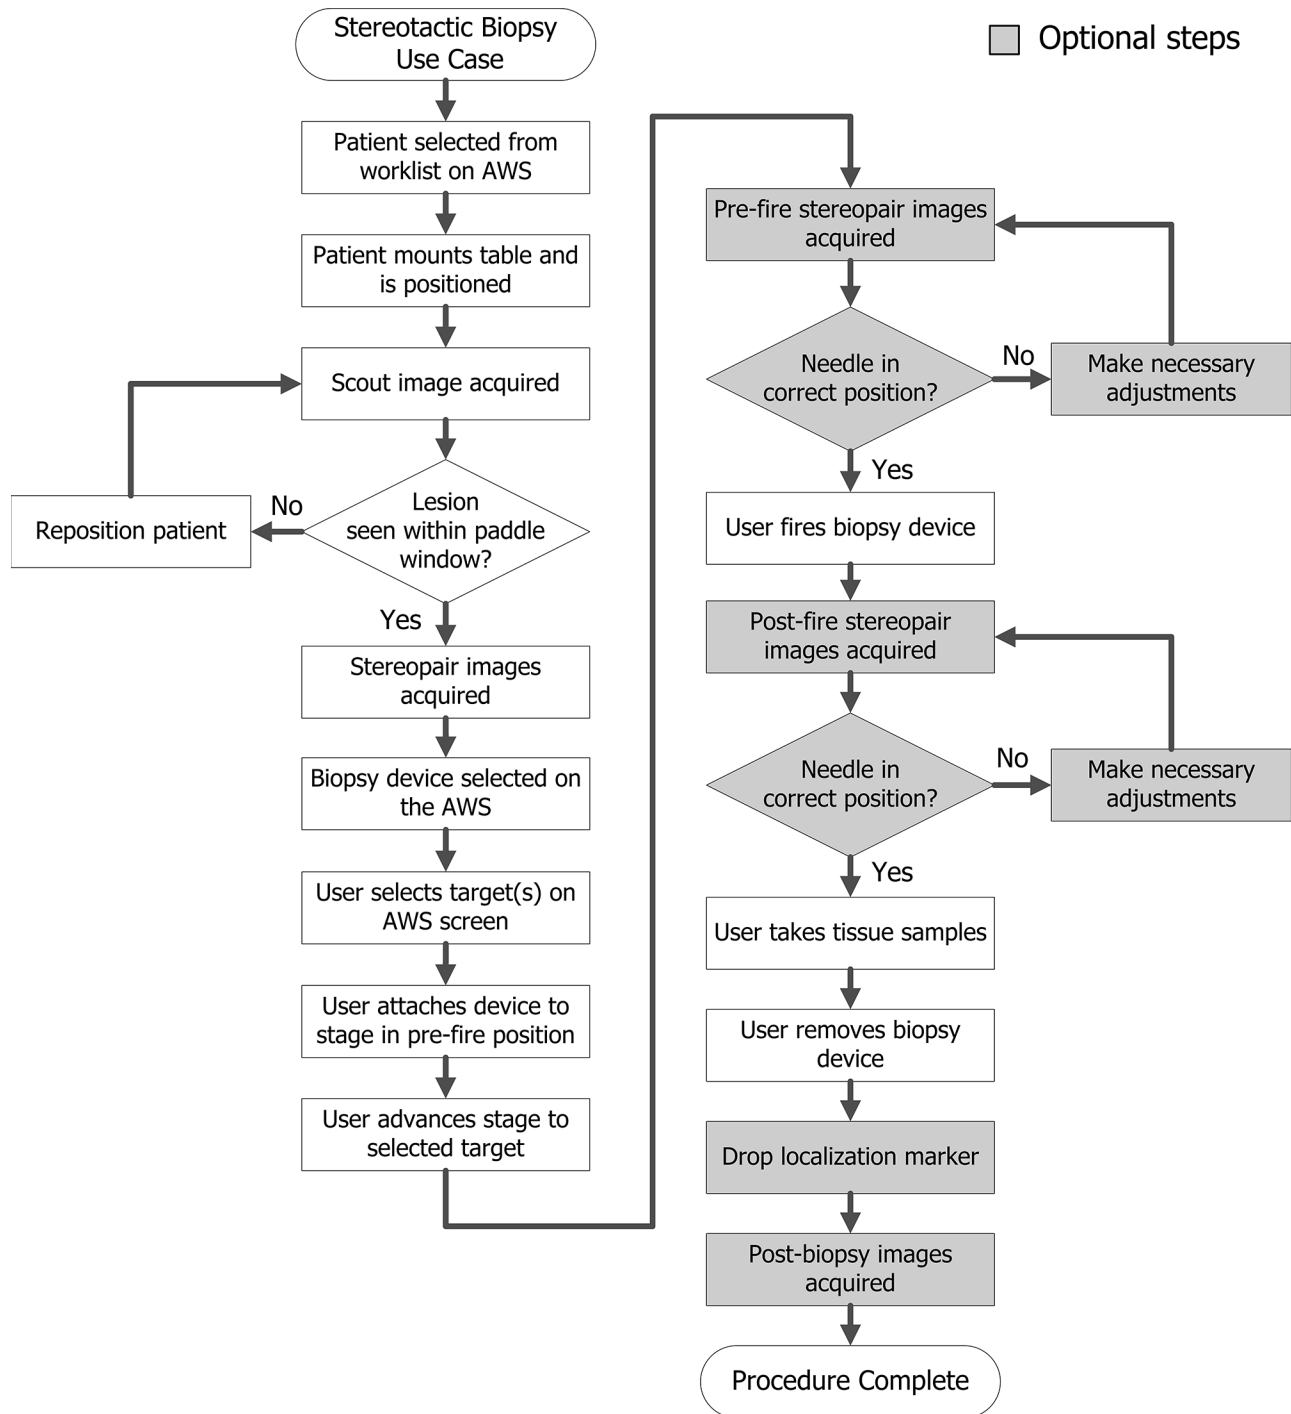 Stereotactic Biopsy
Use Case
Optional steps
Patient selected from
worklist on AWS
Patient mounts table and
is positioned
Scout image acquired
Lesion
seen within paddle
window?
No
Reposition patient
Yes
Stereopair images
acquired
Biopsy device selected on
the AWS
User selects target(s) on
AWS screen
User attaches device to
stage in pre-fire position
User advances stage to
selected target
Pre-fire stereopair images
acquired
Needle in
correct position?
No
Make necessary
adjustments
Yes
User fires biopsy device
Post-fire stereopair
images acquired
Needle in
correct position?
No
Make necessary
adjustments
Yes
User takes tissue samples
User removes biopsy
device
Drop localization marker
Post-biopsy images
acquired
Procedure Complete